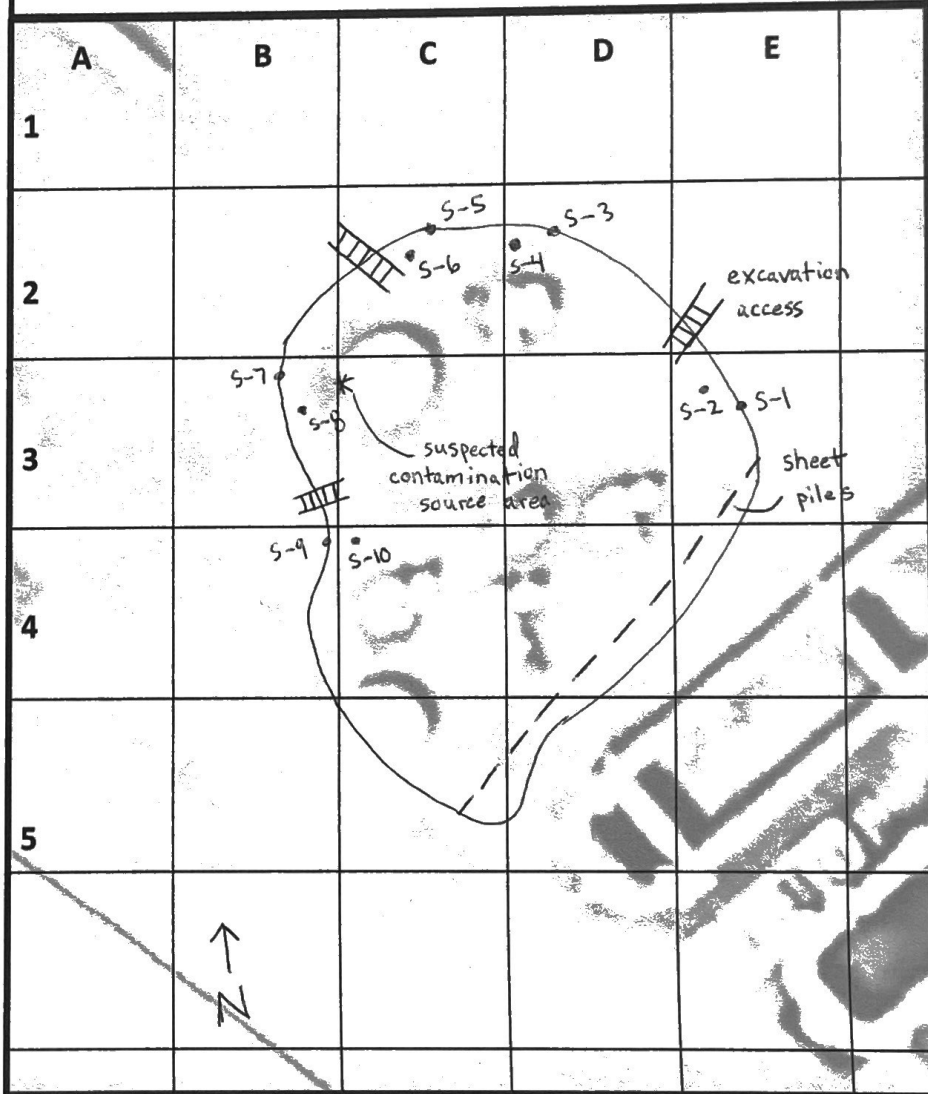 A B C D E
1
S-5
S-3
S-6
S-4
2
excavation
access
S-7
S-8
S-2
S-1
3
suspected
contamination
source area
sheet
piles
S-9
S-10
4
5
N